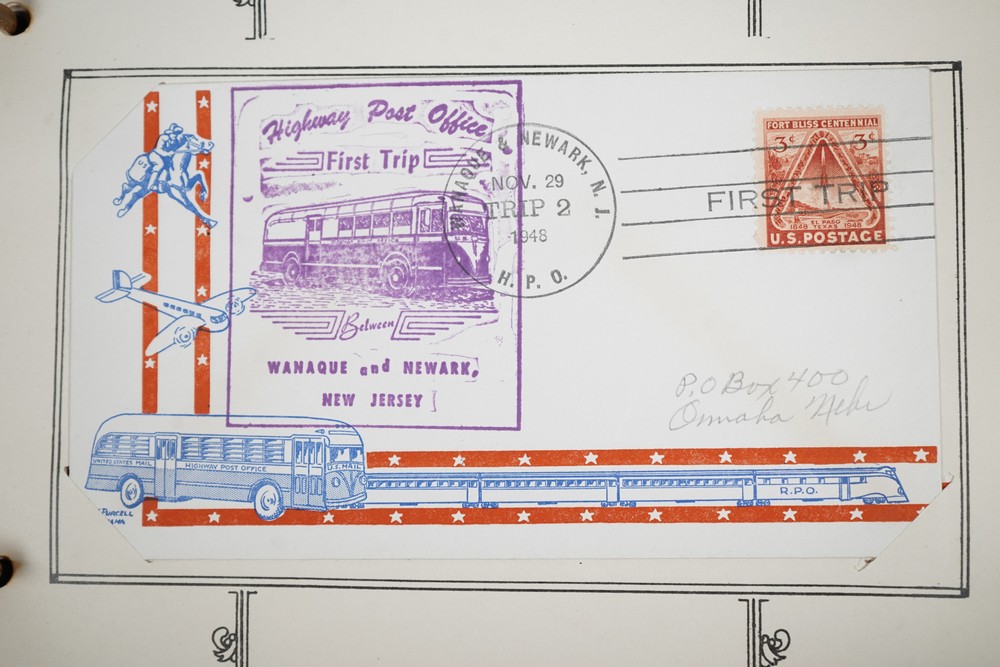 Highway Post Office
First Trip
Between
WANAQUE and NEWARK,
NEW JERSEY
WANAQUE & NEWARK, N. J.
NOV. 29
TRIP 2
1948
H. P. O.
FIRST TRIP
FORT BLISS CENTENNIAL
3¢ 3¢
EL PASO
1848 TEXAS 1948
U.S. POSTAGE
P.O Box 400
Omaha Nebr
UNITED STATES MAIL
HIGHWAY POST OFFICE
U.S. MAIL
R.P.O.
PURCELL